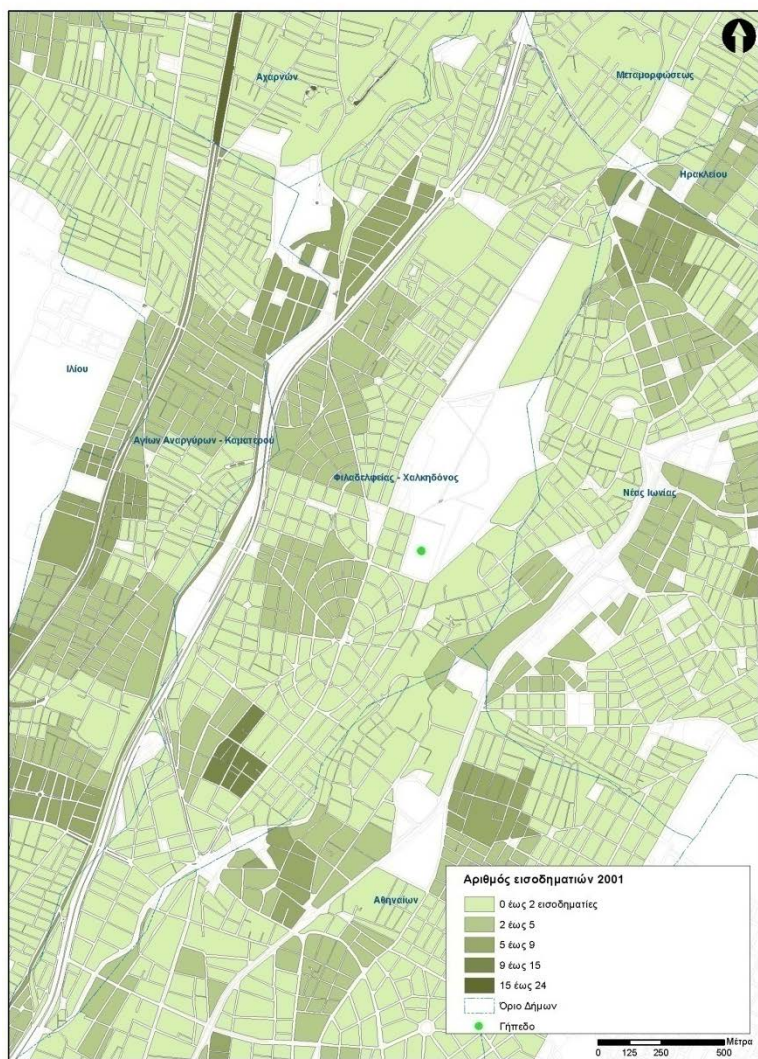 Αχαρνών
Μεταμορφώσεως
Ηρακλείου
Ιλίου
Αγίων Αναργύρων - Καματερού
Φιλαδελφείας - Χαλκηδόνος
Νέας Ιωνίας
Αθηναίων
Αριθμός εισοδηματιών 2001
0 έως 2 εισοδηματίες
2 έως 5
5 έως 9
9 έως 15
15 έως 24
Όριο Δήμων
Γήπεδο
Μέτρα
0 125 250 500